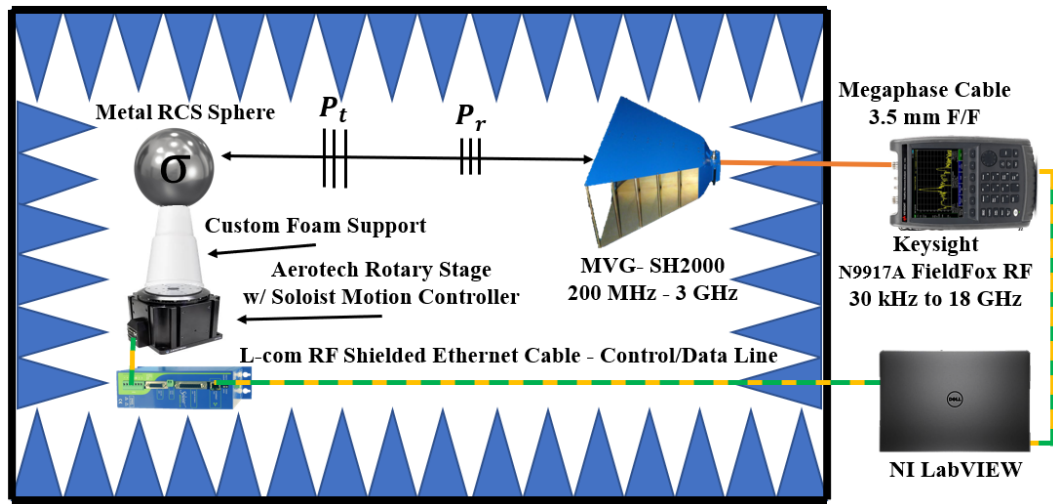 Metal RCS Sphere
σ
P_t
P_r
Custom Foam Support
Aerotech Rotary Stage
w/ Soloist Motion Controller
MVG- SH2000
200 MHz - 3 GHz
L-com RF Shielded Ethernet Cable - Control/Data Line
Megaphase Cable
3.5 mm F/F
Keysight
N9917A FieldFox RF
30 kHz to 18 GHz
DELL
NI LabVIEW